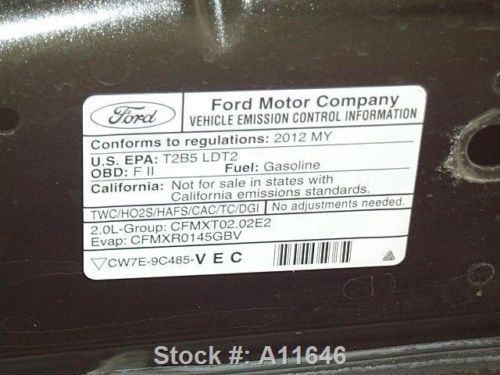 Ford
Ford Motor Company
VEHICLE EMISSION CONTROL INFORMATION
Conforms to regulations: 2012 MY
U.S. EPA: T2B5 LDT2
OBD: F II Fuel: Gasoline
California: Not for sale in states with
California emissions standards.
TWC/HO2S/HAFS/CAC/TC/DGI No adjustments needed.
2.0L-Group: CFMXT02.02E2
Evap: CFMXR0145GBV
CW7E-9C485-VEC
Stock #: A11646